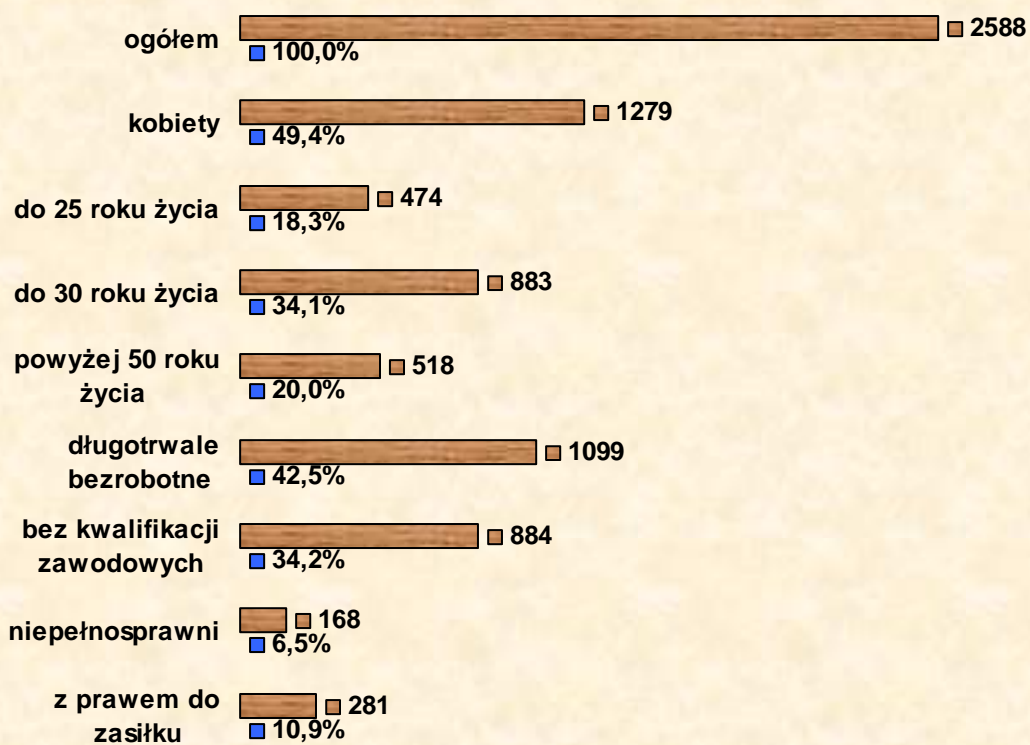 ogółem
2588
100,0%
kobiety
1279
49,4%
do 25 roku życia
474
18,3%
do 30 roku życia
883
34,1%
powyżej 50 roku
życia
518
20,0%
długotrwale
bezrobotne
1099
42,5%
bez kwalifikacji
zawodowych
884
34,2%
niepełnosprawni
168
6,5%
z prawem do
zasiłku
281
10,9%